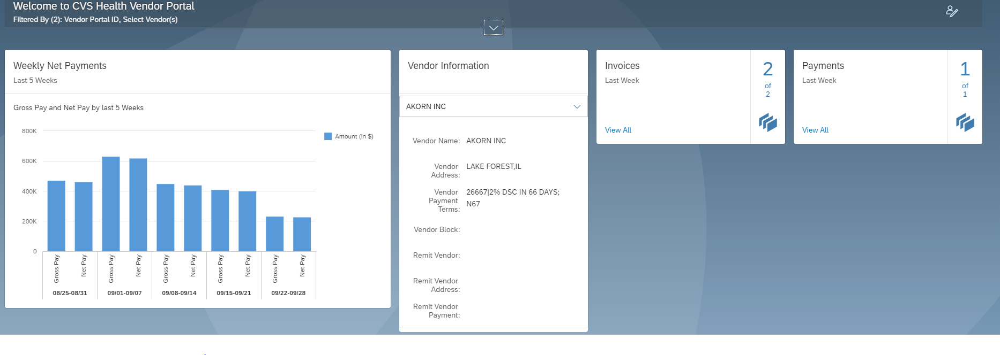 Welcome to CVS Health Vendor Portal
Filtered By (2): Vendor Portal ID, Select Vendor(s)
Weekly Net Payments
Last 5 Weeks
Gross Pay and Net Pay by last 5 Weeks
800K
600K
400K
200K
0
Amount (in $)
Gross Pay
Net Pay
Gross Pay
Net Pay
Gross Pay
Net Pay
Gross Pay
Net Pay
Gross Pay
Net Pay
08/25-08/31
09/01-09/07
09/08-09/14
09/15-09/21
09/22-09/28
Vendor Information
AKORN INC
Vendor Name: AKORN INC
Vendor Address: LAKE FOREST,IL
Vendor Payment Terms: 26667|2% DSC IN 66 DAYS;
N67
Vendor Block:
Remit Vendor:
Remit Vendor
Address:
Remit Vendor
Payment:
Invoices
Last Week
View All
2
of
2
Payments
Last Week
View All
1
of
1